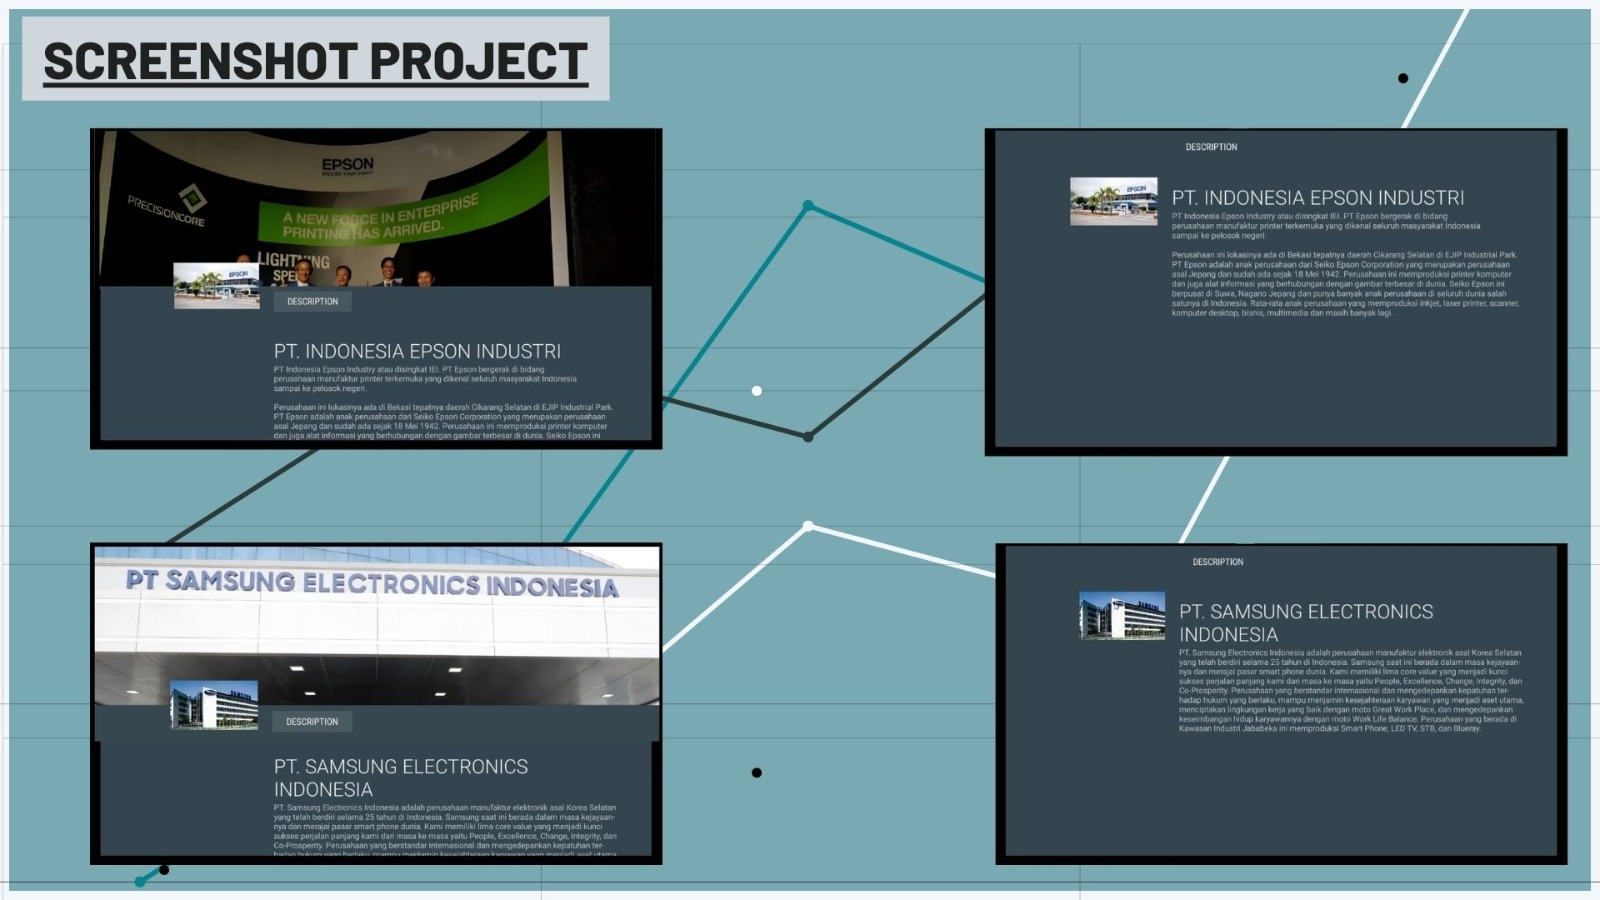 SCREENSHOT PROJECT
EPSON
EXCEED YOUR VISION
PRECISIONCORE
A NEW FORCE IN ENTERPRISE
PRINTING HAS ARRIVED.
LIGHTNING
EPSON
DESCRIPTION
PT. INDONESIA EPSON INDUSTRI
PT Indonesia Epson Industry atau disingkat IEI. PT Epson bergerak di bidang
perusahaan manufaktur printer terkemuka yang dikenal seluruh masyarakat Indonesia
sampai ke pelosok negeri.
Perusahaan ini lokasinya ada di Bekasi tepatnya daerah Cikarang Selatan di EJIP Industrial Park.
PT Epson adalah anak perusahaan dari Seiko Epson Corporation yang merupakan perusahaan
asal Jepang dan sudah ada sejak 18 Mei 1942. Perusahaan ini memproduksi printer komputer
dan juga alat informasi yang berhubungan dengan gambar terbesar di dunia. Seiko Epson ini
DESCRIPTION
EPSON
PT. INDONESIA EPSON INDUSTRI
PT Indonesia Epson Industry atau disingkat IEI. PT Epson bergerak di bidang
perusahaan manufaktur printer terkemuka yang dikenal seluruh masyarakat Indonesia
sampai ke pelosok negeri.
Perusahaan ini lokasinya ada di Bekasi tepatnya daerah Cikarang Selatan di EJIP Industrial Park.
PT Epson adalah anak perusahaan dari Seiko Epson Corporation yang merupakan perusahaan
asal Jepang dan sudah ada sejak 18 Mei 1942. Perusahaan ini memproduksi printer komputer
dan juga alat informasi yang berhubungan dengan gambar terbesar di dunia. Seiko Epson ini
berpusat di Suwa, Nagano Jepang dan punya banyak anak perusahaan di seluruh dunia salah
satunya di Indonesia. Rata-rata anak perusahaan yang memproduksi inkjet, laser printer, scanner,
komputer desktop, bisnis, multimedia dan masih banyak lagi.
PT SAMSUNG ELECTRONICS INDONESIA
DESCRIPTION
PT. SAMSUNG ELECTRONICS
INDONESIA
PT. Samsung Electronics Indonesia adalah perusahaan manufaktur elektronik asal Korea Selatan
yang telah berdiri selama 25 tahun di Indonesia. Samsung saat ini berada dalam masa kejayaan-
nya dan merajai pasar smart phone dunia. Kami memiliki lima core value yang menjadi kunci
sukses perjalan panjang kami dari masa ke masa yaitu People, Excellence, Change, Integrity, dan
Co-Prosperity. Perusahaan yang berstandar internasional dan mengedepankan kepatuhan ter-
hadap hukum yang berlaku, mampu menjamin kesejahteraan karyawan yang menjadi aset utama,
DESCRIPTION
PT. SAMSUNG ELECTRONICS
INDONESIA
PT. Samsung Electronics Indonesia adalah perusahaan manufaktur elektronik asal Korea Selatan
yang telah berdiri selama 25 tahun di Indonesia. Samsung saat ini berada dalam masa kejayaan-
nya dan merajai pasar smart phone dunia. Kami memiliki lima core value yang menjadi kunci
sukses perjalan panjang kami dari masa ke masa yaitu People, Excellence, Change, Integrity, dan
Co-Prosperity. Perusahaan yang berstandar internasional dan mengedepankan kepatuhan ter-
hadap hukum yang berlaku, mampu menjamin kesejahteraan karyawan yang menjadi aset utama,
menciptakan lingkungan kerja yang baik dengan moto Great Work Place, dan mengedepankan
keseimbangan hidup karyawannya dengan moto Work Life Balance. Perusahaan yang berada di
Kawasan Industri Jababeka ini memproduksi Smart Phone, LED TV, STB, dan Blueray.